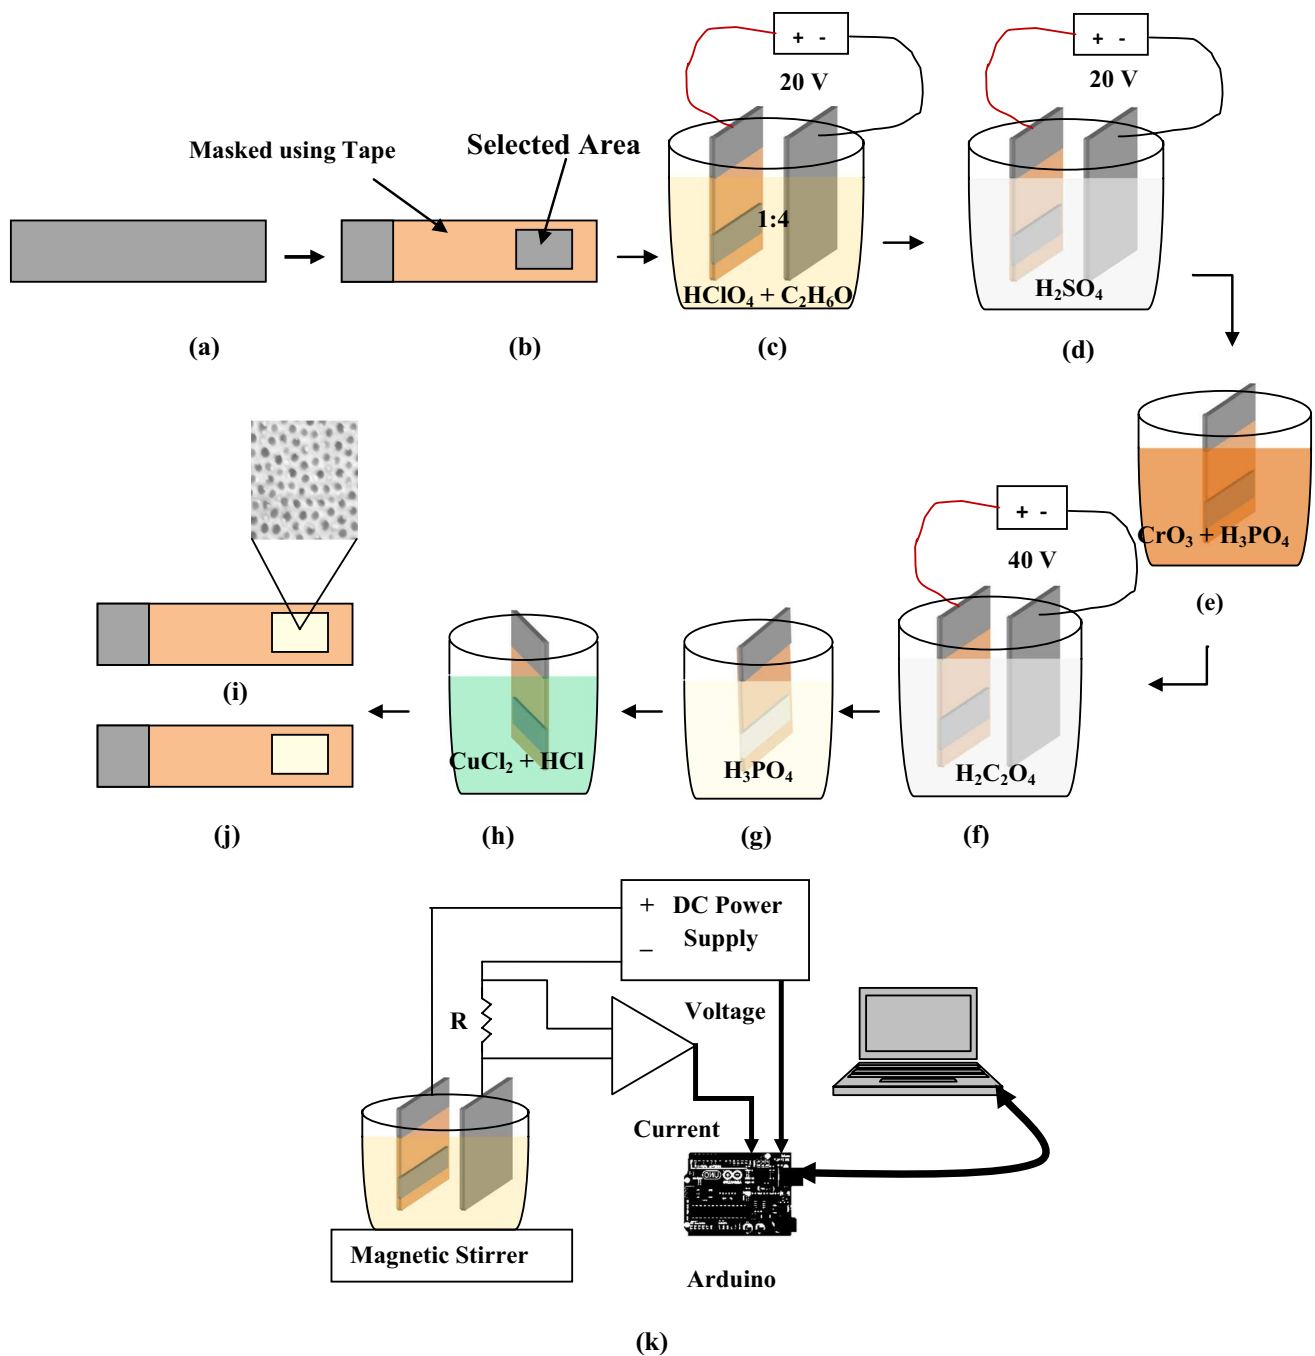 Masked using Tape
Selected Area
+ -
20 V
1:4
HClO₄ + C₂H₆O
+ -
20 V
H₂SO₄
(a)
(b)
(c)
(d)
CrO₃ + H₃PO₄
(e)
+ -
40 V
H₂C₂O₄
(f)
H₃PO₄
(g)
CuCl₂ + HCl
(h)
(i)
(j)
+
DC Power
Supply
–
R
Voltage
Current
UNO
Magnetic Stirrer
Arduino
(k)